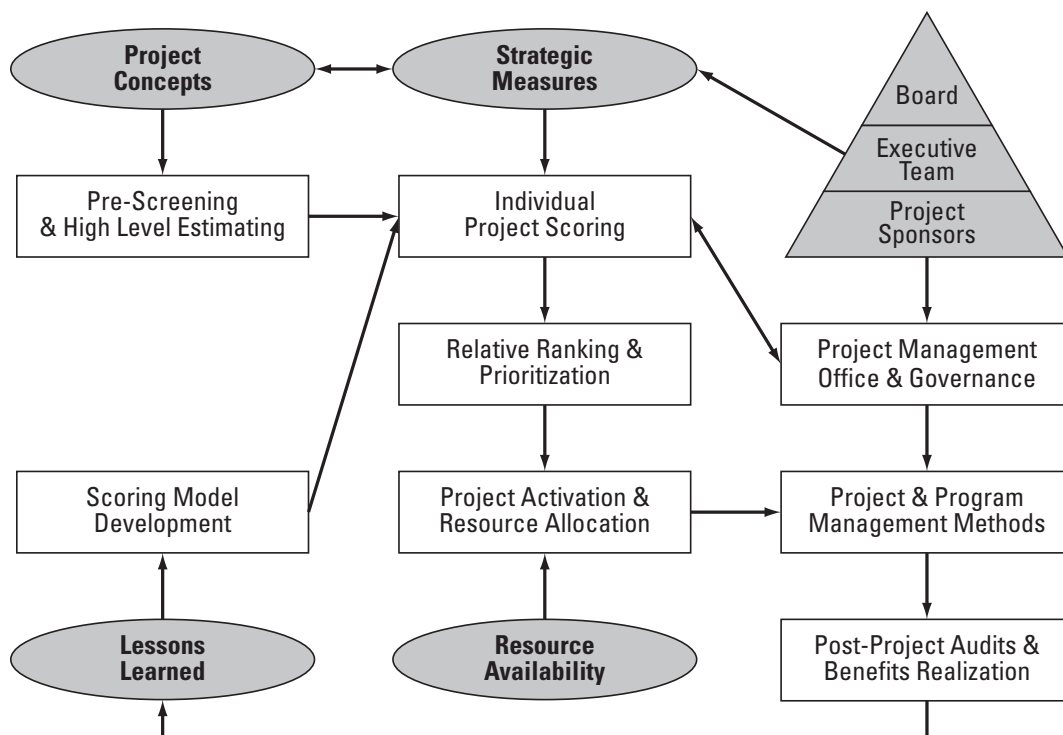 Project
Concepts
Strategic
Measures
Board
Executive
Team
Project
Sponsors
Pre-Screening
& High Level Estimating
Individual
Project Scoring
Relative Ranking &
Prioritization
Project Management
Office & Governance
Scoring Model
Development
Project Activation &
Resource Allocation
Project & Program
Management Methods
Lessons
Learned
Resource
Availability
Post-Project Audits &
Benefits Realization